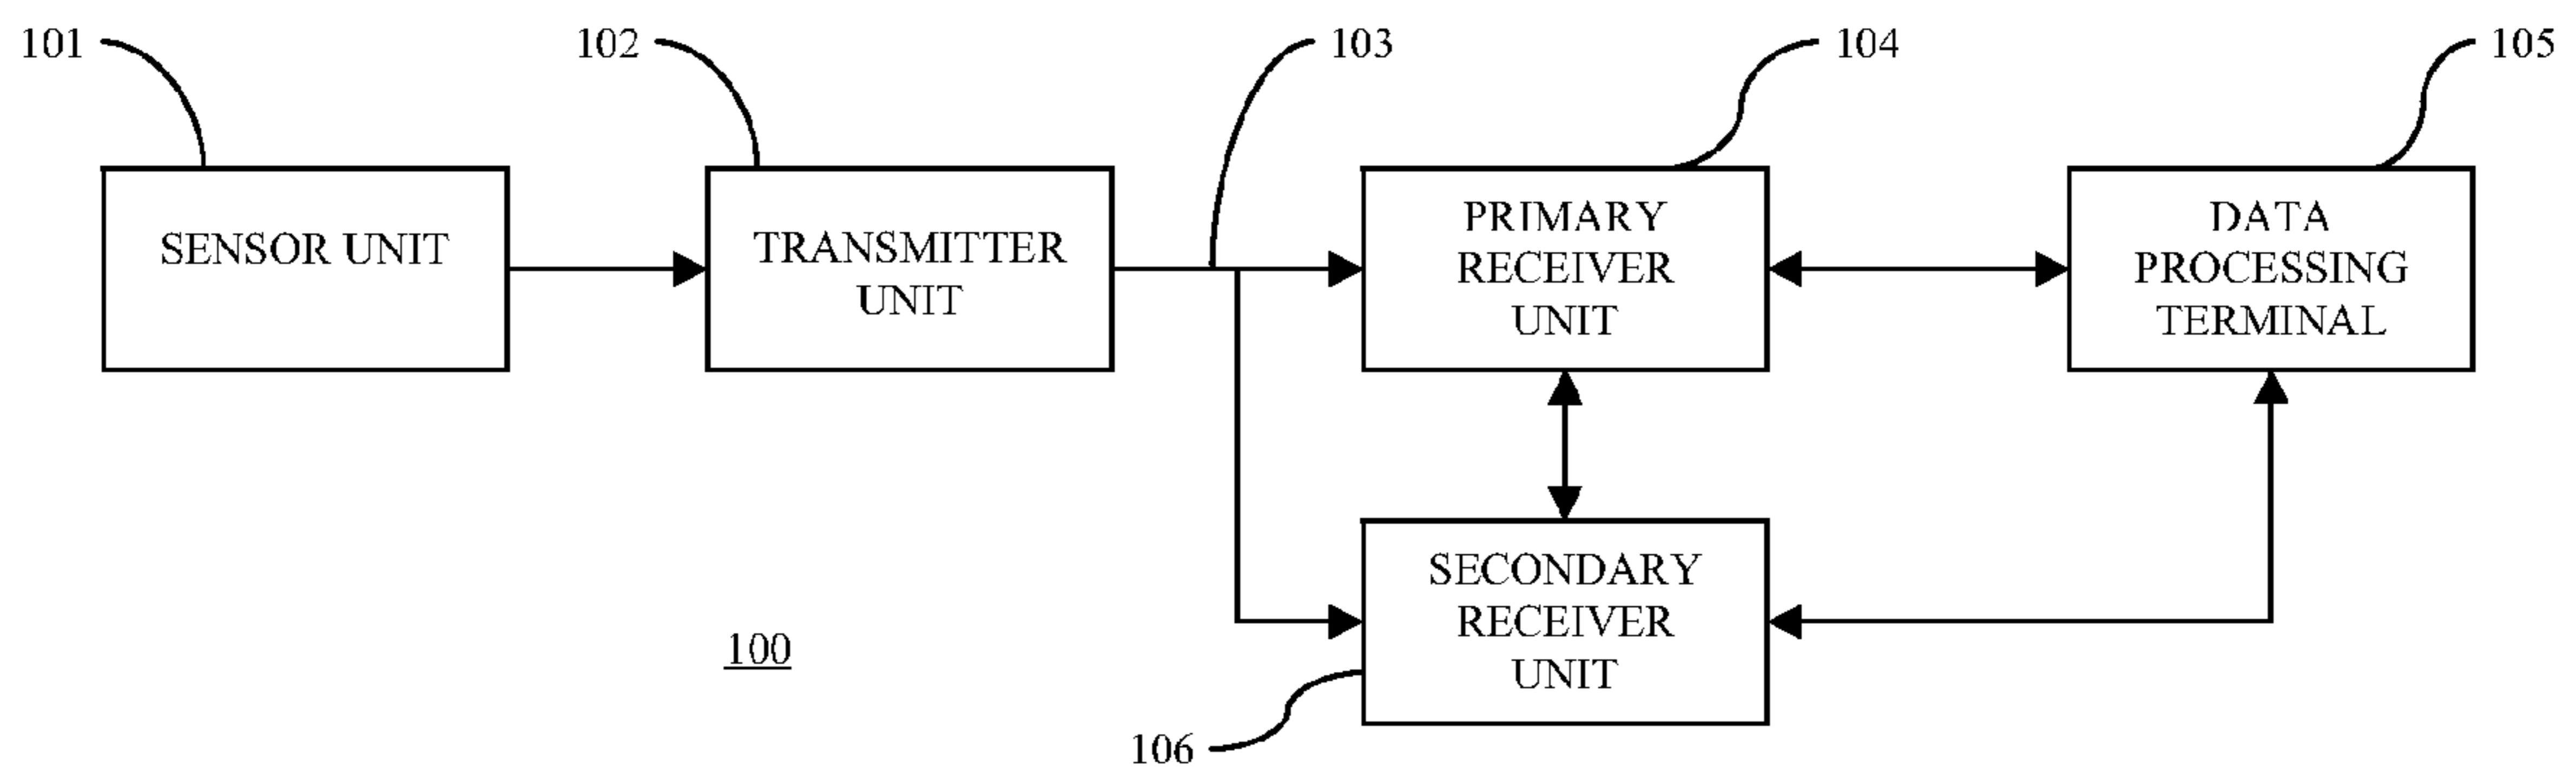 101
102
103
104
105
SENSOR UNIT
TRANSMITTER
UNIT
PRIMARY
RECEIVER
UNIT
DATA
PROCESSING
TERMINAL
SECONDARY
RECEIVER
UNIT
100
106